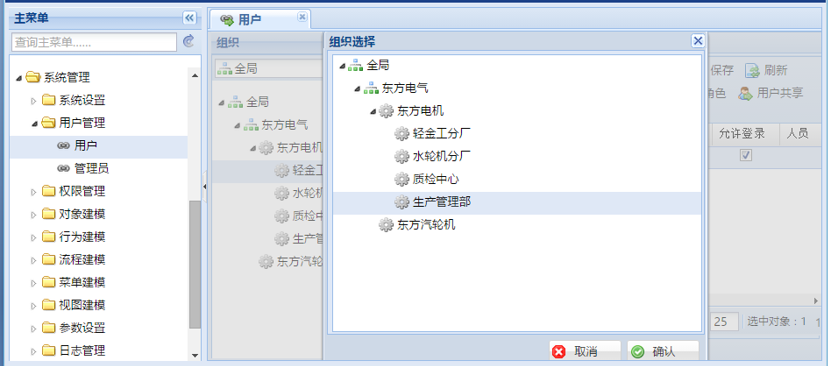 主菜单
查询主菜单......
系统管理
系统设置
用户管理
用户
管理员
权限管理
对象建模
行为建模
流程建模
菜单建模
视图建模
参数设置
日志管理
用户
组织
全局
全局
东方电气
东方电机
轻金工
水轮机
质检中
生产管
东方汽轮
组织选择
全局
东方电气
东方电机
轻金工分厂
水轮机分厂
质检中心
生产管理部
东方汽轮机
取消 确认
保存 刷新
角色 用户共享
允许登录 人员
25 选中对象：1 1